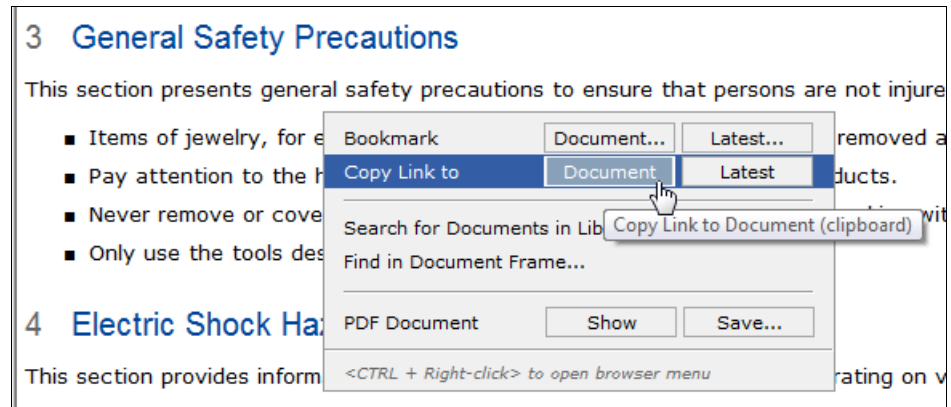 3 General Safety Precautions
This section presents general safety precautions to ensure that persons are not injure
■ Items of jewelry, for e
removed a
■ Pay attention to the h
ducts.
■ Never remove or cove
wit
■ Only use the tools des
Bookmark Document... Latest...
Copy Link to Document Latest
Search for Documents in Lib
Copy Link to Document (clipboard)
Find in Document Frame...
PDF Document Show Save...
<CTRL + Right-click> to open browser menu
4 Electric Shock Ha
This section provides inform
rating on v